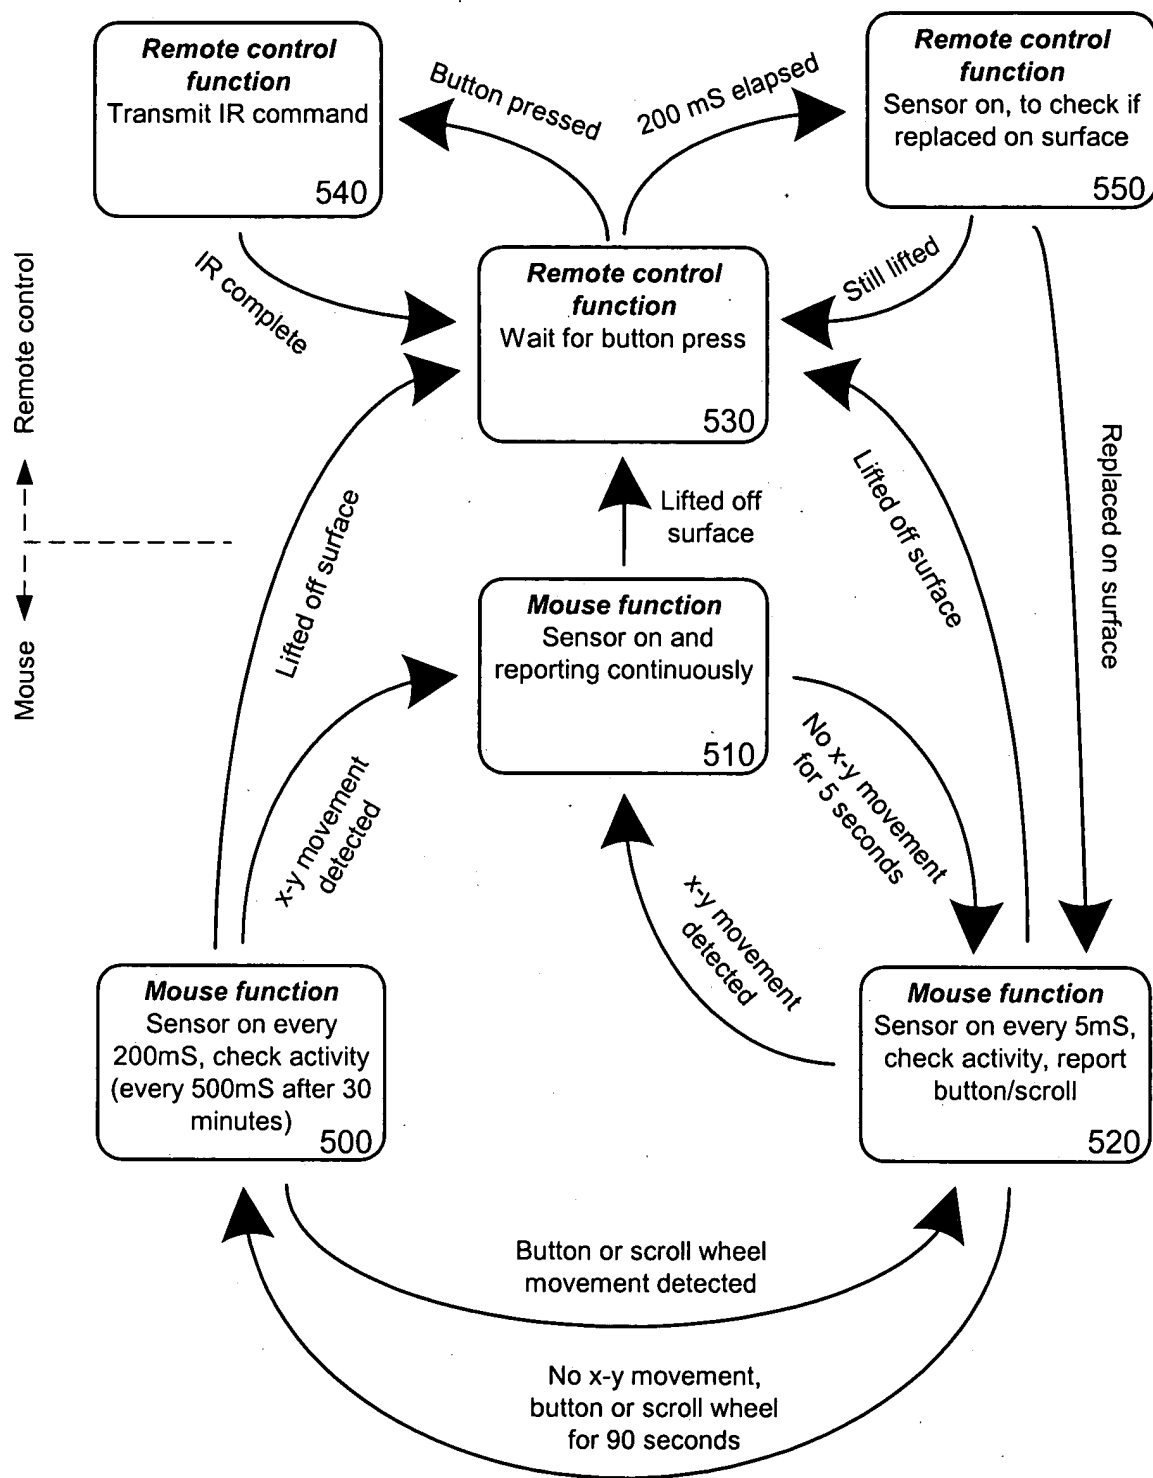 Remote control
function
Transmit IR command
540
Button pressed
200 mS elapsed
Remote control
function
Sensor on, to check if
replaced on surface
550
IR complete
Remote control
function
Wait for button press
530
Still lifted
Remote control
Mouse
Lifted off surface
Lifted off
surface
Lifted off surface
Replaced on surface
Mouse function
Sensor on and
reporting continuously
510
x-y movement
detected
No x-y movement
for 5 seconds
x-y movement
detected
Mouse function
Sensor on every
200mS, check activity
(every 500mS after 30
minutes)
500
Mouse function
Sensor on every 5mS,
check activity, report
button/scroll
520
Button or scroll wheel
movement detected
No x-y movement,
button or scroll wheel
for 90 seconds